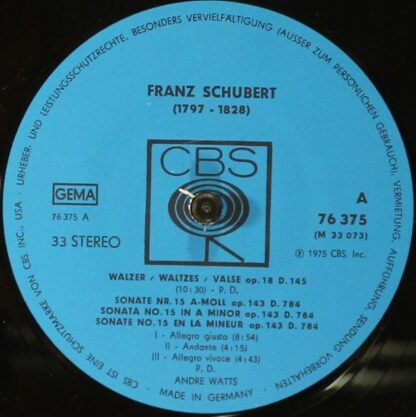 URHEBER- UND LEISTUNGSSCHUTZRECHTE, BESONDERS VERVIELFÄLTIGUNG (AUSSER ZUM PERSÖNLICHEN GEBRAUCH), VERMIETUNG, AUFFÜHRUNG, SENDUNG VORBEHALTEN
FRANZ SCHUBERT
(1797 - 1828)
CBS
GEMA
76 375 A
33 STEREO
A
76 375
(M 33 073)
Ⓟ 1975 CBS Inc.
WALZER / WALTZES / VALSE op.18 D.145
(10:30) - P. D.
SONATE NR.15 A-MOLL op.143 D.784
SONATA NO.15 IN A MINOR op.143 D.784
SONATE NO.15 EN LA MINEUR op.143 D.784
I - Allegro giusto (8:54)
II - Andante (4:15)
III - Allegro vivace (4:43)
P. D.
ANDRE WATTS
CBS IST EINE SCHUTZMARKE VON CBS. INC., USA
· MADE IN GERMANY ·